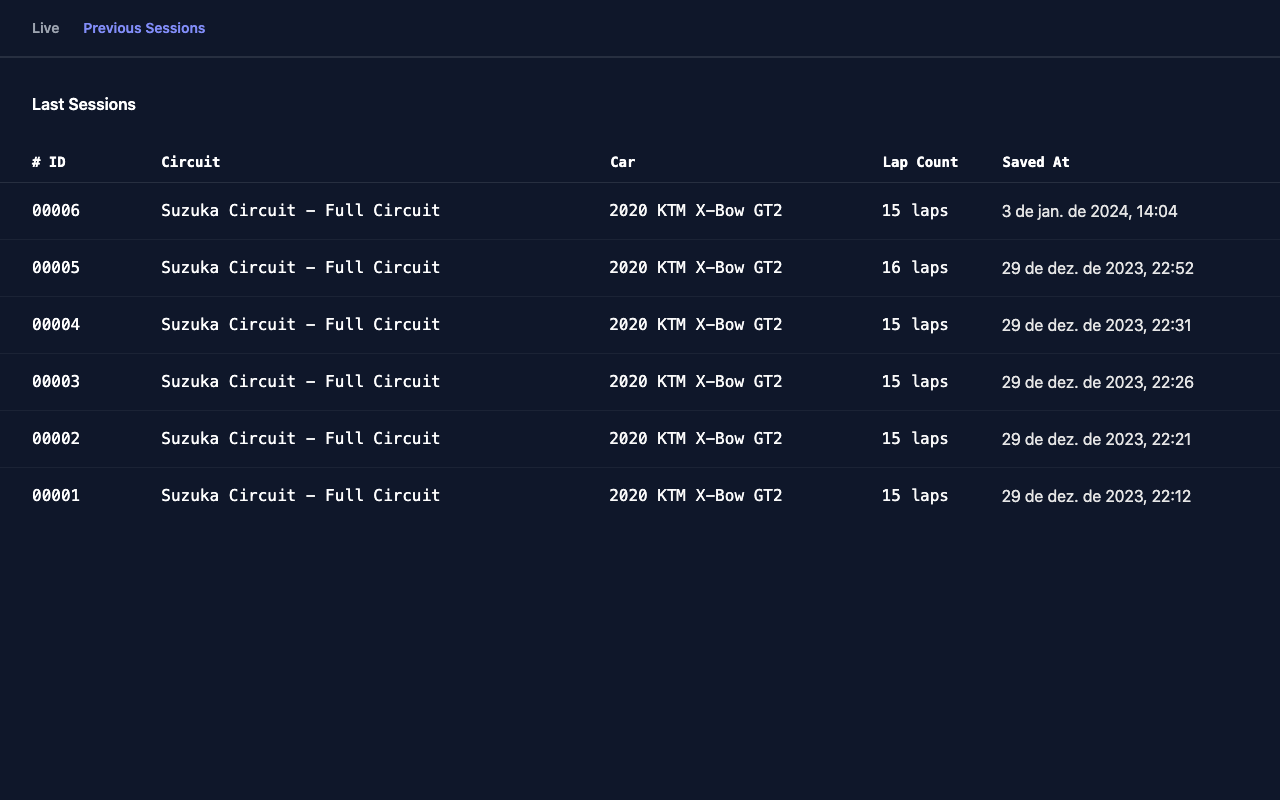 Live Previous Sessions
Last Sessions
# ID Circuit Car Lap Count Saved At
00006 Suzuka Circuit – Full Circuit 2020 KTM X–Bow GT2 15 laps 3 de jan. de 2024, 14:04
00005 Suzuka Circuit – Full Circuit 2020 KTM X–Bow GT2 16 laps 29 de dez. de 2023, 22:52
00004 Suzuka Circuit – Full Circuit 2020 KTM X–Bow GT2 15 laps 29 de dez. de 2023, 22:31
00003 Suzuka Circuit – Full Circuit 2020 KTM X–Bow GT2 15 laps 29 de dez. de 2023, 22:26
00002 Suzuka Circuit – Full Circuit 2020 KTM X–Bow GT2 15 laps 29 de dez. de 2023, 22:21
00001 Suzuka Circuit – Full Circuit 2020 KTM X–Bow GT2 15 laps 29 de dez. de 2023, 22:12